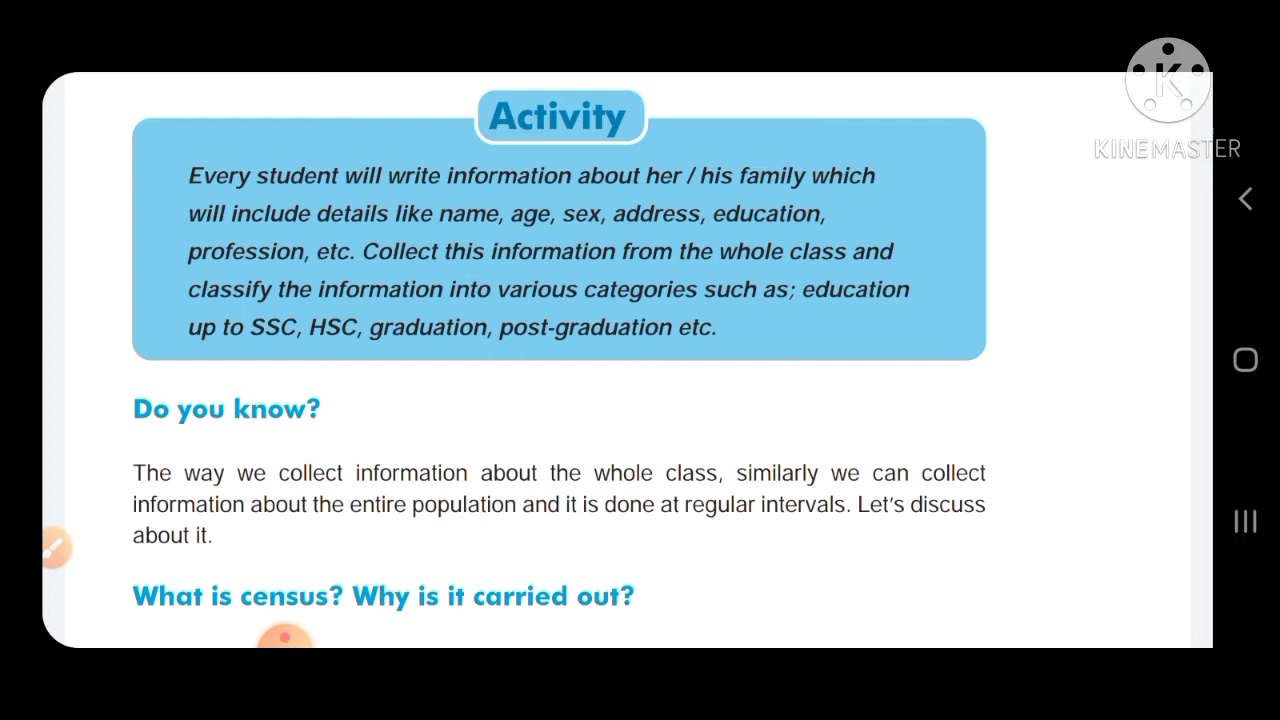 Activity
KINEMASTER
Every student will write information about her / his family which
will include details like name, age, sex, address, education,
profession, etc. Collect this information from the whole class and
classify the information into various categories such as; education
up to SSC, HSC, graduation, post-graduation etc.
Do you know?
The way we collect information about the whole class, similarly we can collect
information about the entire population and it is done at regular intervals. Let's discuss
about it.
What is census? Why is it carried out?